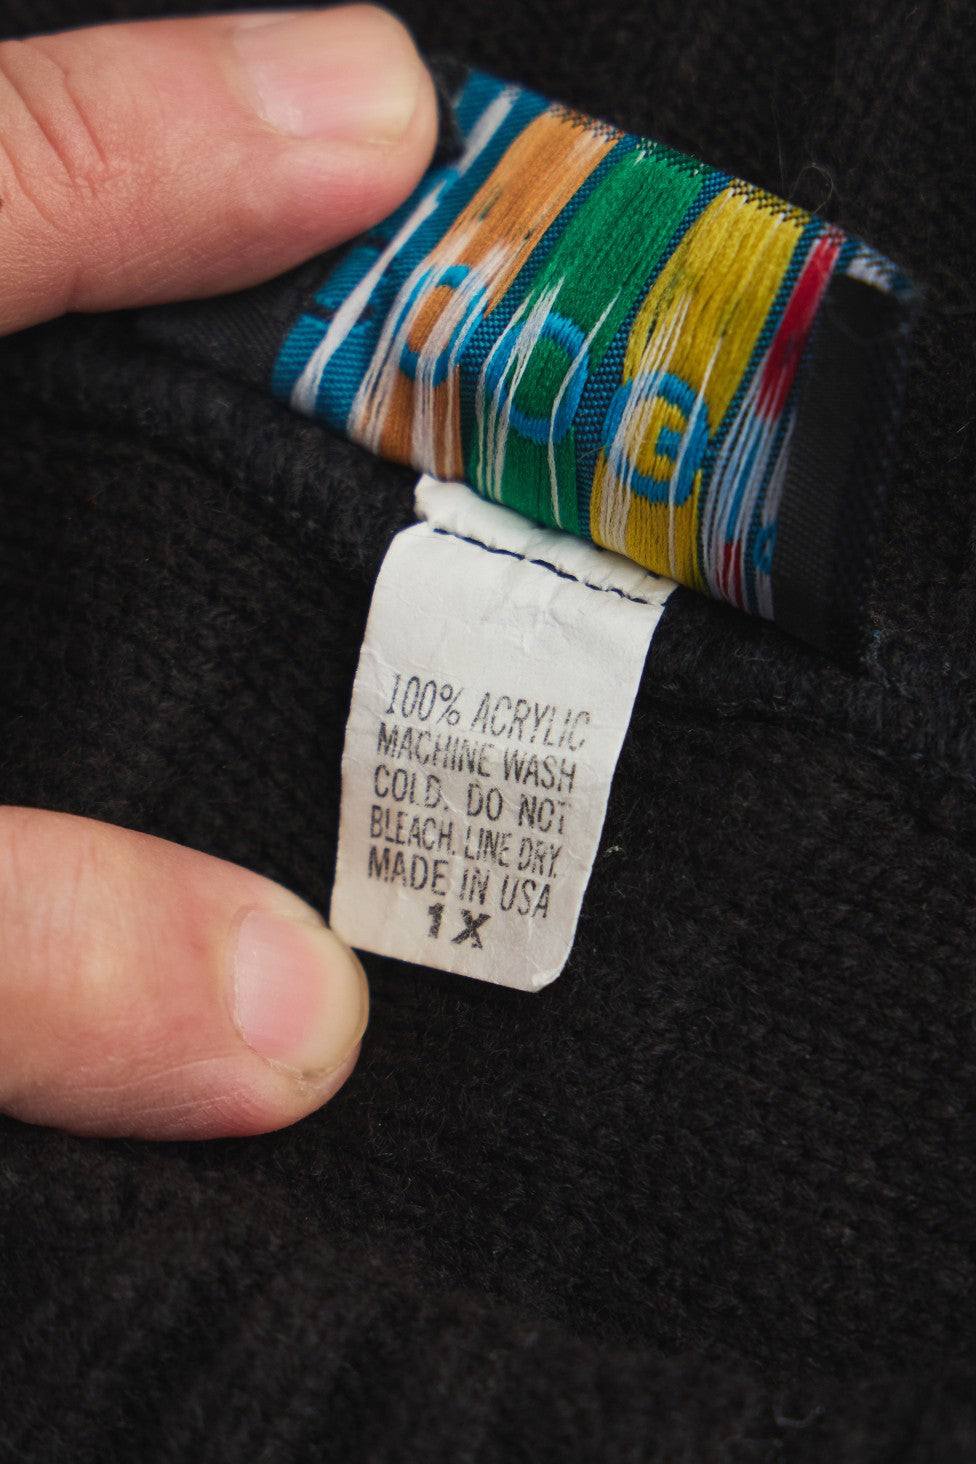 100% ACRYLIC
MACHINE WASH
COLD. DO NOT
BLEACH. LINE DRY.
MADE IN USA
1X